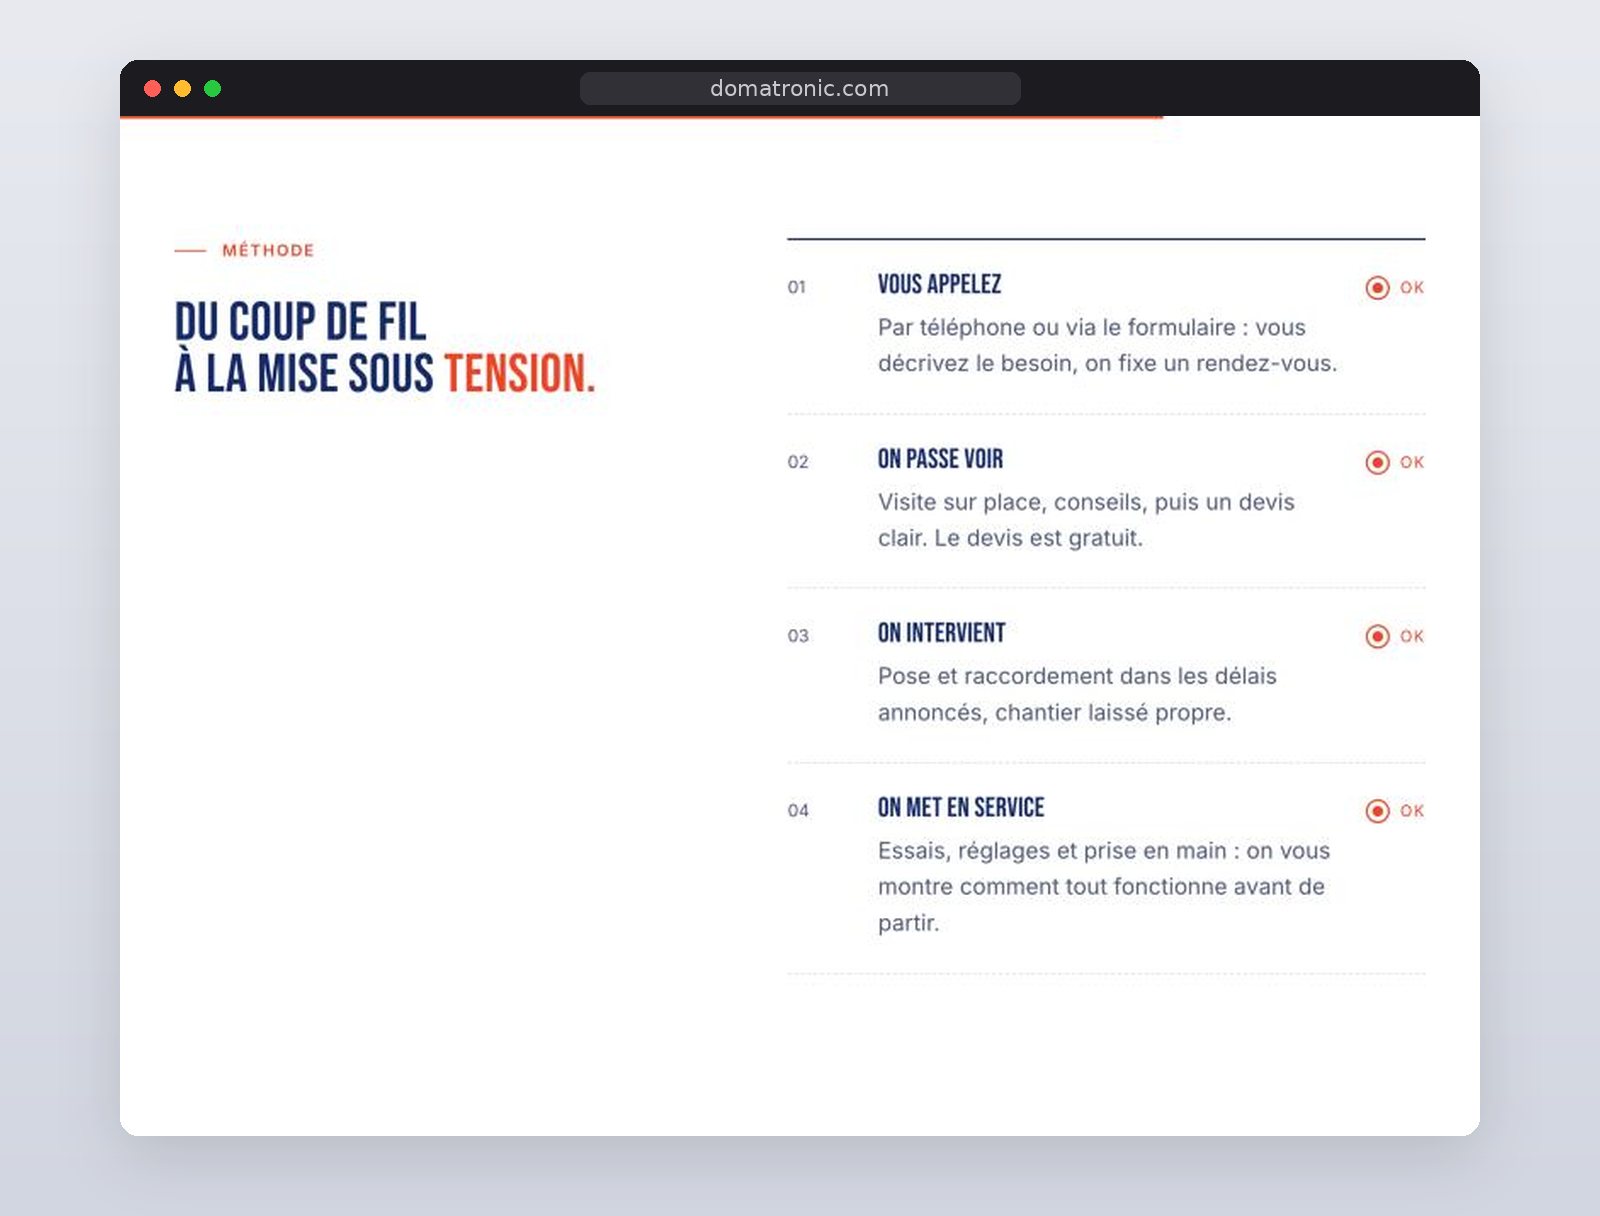 domatronic.com
MÉTHODE
DU COUP DE FIL
À LA MISE SOUS TENSION.
01
VOUS APPELEZ
OK
Par téléphone ou via le formulaire : vous
décrivez le besoin, on fixe un rendez-vous.
02
ON PASSE VOIR
OK
Visite sur place, conseils, puis un devis
clair. Le devis est gratuit.
03
ON INTERVIENT
OK
Pose et raccordement dans les délais
annoncés, chantier laissé propre.
04
ON MET EN SERVICE
OK
Essais, réglages et prise en main : on vous
montre comment tout fonctionne avant de
partir.